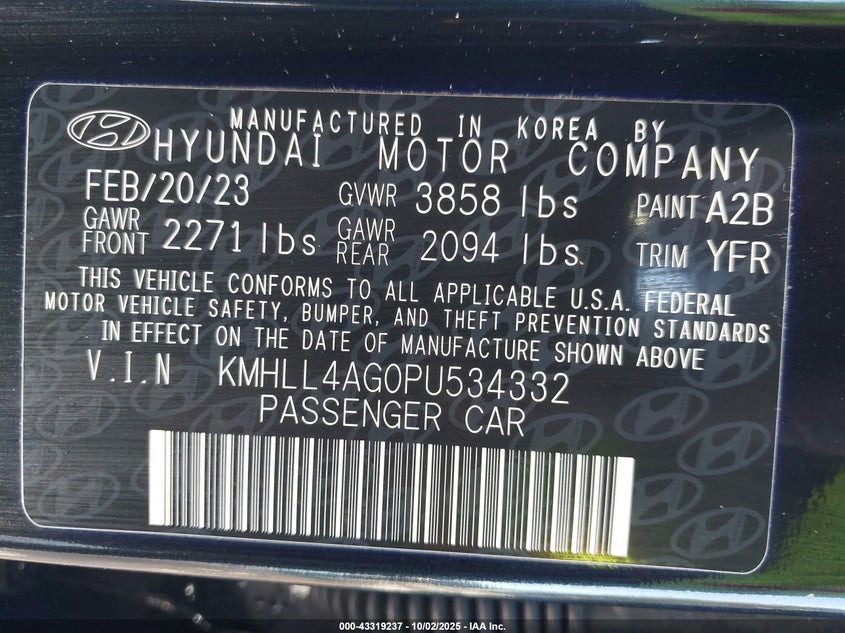 MANUFACTURED IN KOREA BY
HYUNDAI MOTOR COMPANY
FEB/20/23 GVWR 3858 lbs PAINT A2B
GAWR FRONT 2271 lbs GAWR REAR 2094 lbs. TRIM YFR
THIS VEHICLE CONFORMS TO ALL APPLICABLE U.S.A. FEDERAL
MOTOR VEHICLE SAFETY, BUMPER, AND THEFT PREVENTION STANDARDS
IN EFFECT ON THE DATE OF MANUFACTURE SHOWN ABOVE
V.I.N KMHLL4AG0PU534332
PASSENGER CAR
000-43319237 - 10/02/2025 - IAA Inc.